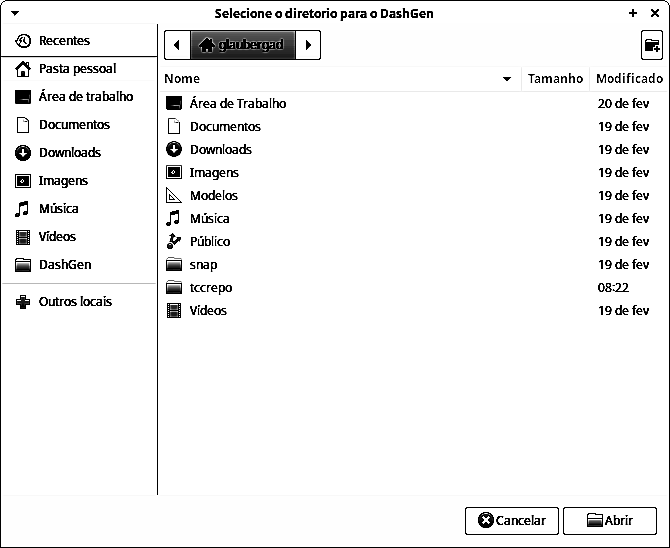 Selecione o diretorio para o DashGen
Recentes
Pasta pessoal
Área de trabalho
Documentos
Downloads
Imagens
Música
Vídeos
DashGen
Outros locais
glaubergad
Nome Tamanho Modificado
Área de Trabalho 20 de fev
Documentos 19 de fev
Downloads 19 de fev
Imagens 19 de fev
Modelos 19 de fev
Música 19 de fev
Público 19 de fev
snap 19 de fev
tccrepo 08:22
Vídeos 19 de fev
Cancelar Abrir